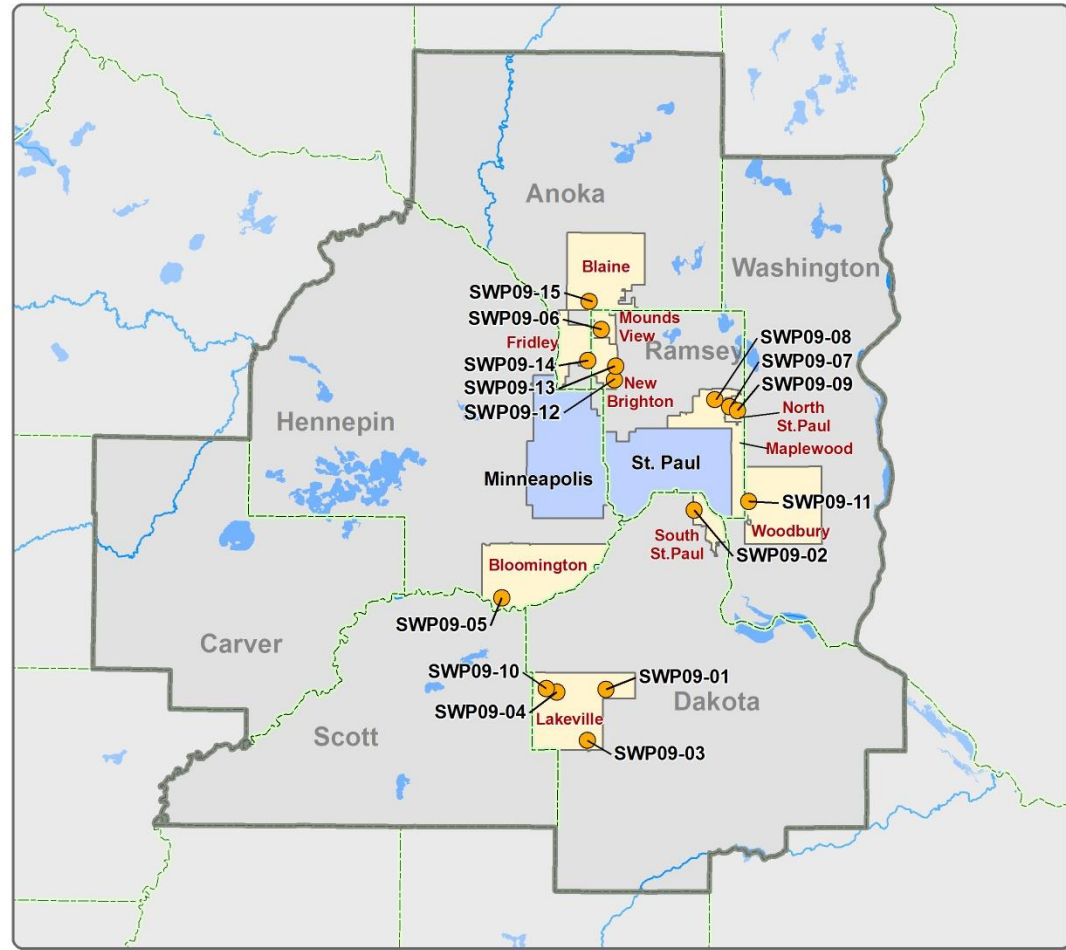 Anoka
Washington
Blaine
SWP09-15
SWP09-06
Mounds
View
Fridley
Ramsey
SWP09-08
SWP09-07
SWP09-09
SWP09-14
SWP09-13
SWP09-12
New
Brighton
North
St.Paul
Maplewood
Hennepin
Minneapolis
St. Paul
SWP09-11
Woodbury
South
St.Paul
SWP09-02
Bloomington
SWP09-05
Carver
SWP09-10
SWP09-04
SWP09-01
Lakeville
Dakota
Scott
SWP09-03